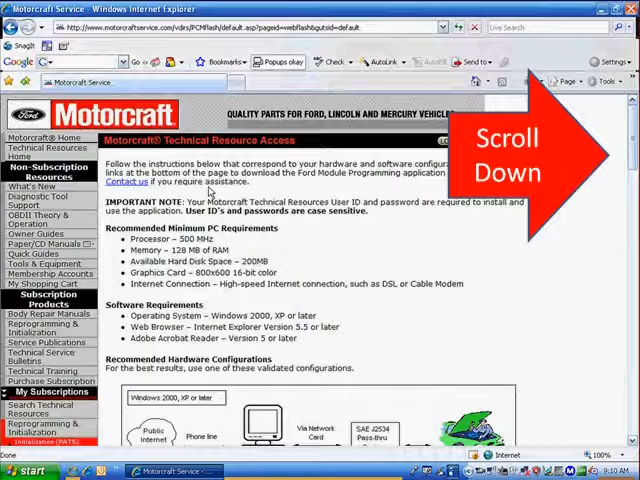 Motorcraft Service - Windows Internet Explorer
http://www.motorcraftservice.com/vdirs/PCMflash/default.asp?pageid=webflash&gutsid=default
SnagIt
Google
Go
Bookmarks
Popups okay
Check
AutoLink
AutoFill
Send to
Settings
Motorcraft Service
Page
Tools
Ford
Motorcraft
QUALITY PARTS FOR FORD, LINCOLN AND MERCURY VEHICLES
Motorcraft® Home
Technical Resources
Home
Non-Subscription
Resources
What's New
Diagnostic Tool
Support
OBDII Theory &
Operation
Owner Guides
Paper/CD Manuals
Quick Guides
Tools & Equipment
Membership Accounts
My Shopping Cart
Subscription
Products
Body Repair Manuals
Reprogramming &
Initialization
Service Publications
Technical Service
Bulletins
Technical Training
Purchase Subscription
My Subscriptions
Search Technical
Resources
Reprogramming &
Initialization
Initialization (PATS)
Motorcraft® Technical Resource Access
Follow the instructions below that correspond to your hardware and software
links at the bottom of the page to download the Ford Module Programming application
Contact us if you require assistance.
IMPORTANT NOTE: Your Motorcraft Technical Resources User ID and password are required to install and
use the application. User ID's and passwords are case sensitive.
Recommended Minimum PC Requirements
• Processor – 500 MHz
• Memory – 128 MB of RAM
• Available Hard Disk Space – 200MB
• Graphics Card – 800x600 16-bit color
• Internet Connection – High-speed Internet connection, such as DSL or Cable Modem
Software Requirements
• Operating System – Windows 2000, XP or later
• Web Browser – Internet Explorer Version 5.5 or later
• Adobe Acrobat Reader – Version 5 or later
Recommended Hardware Configurations
For the best results, use one of these validated configurations.
Windows 2000, XP or later
Public
Internet
Phone line
Via Network
Card
SAE J2534
Pass-thru
Scroll
Down
Done
Internet
100%
start
Motorcraft Service - ...
9:10 AM